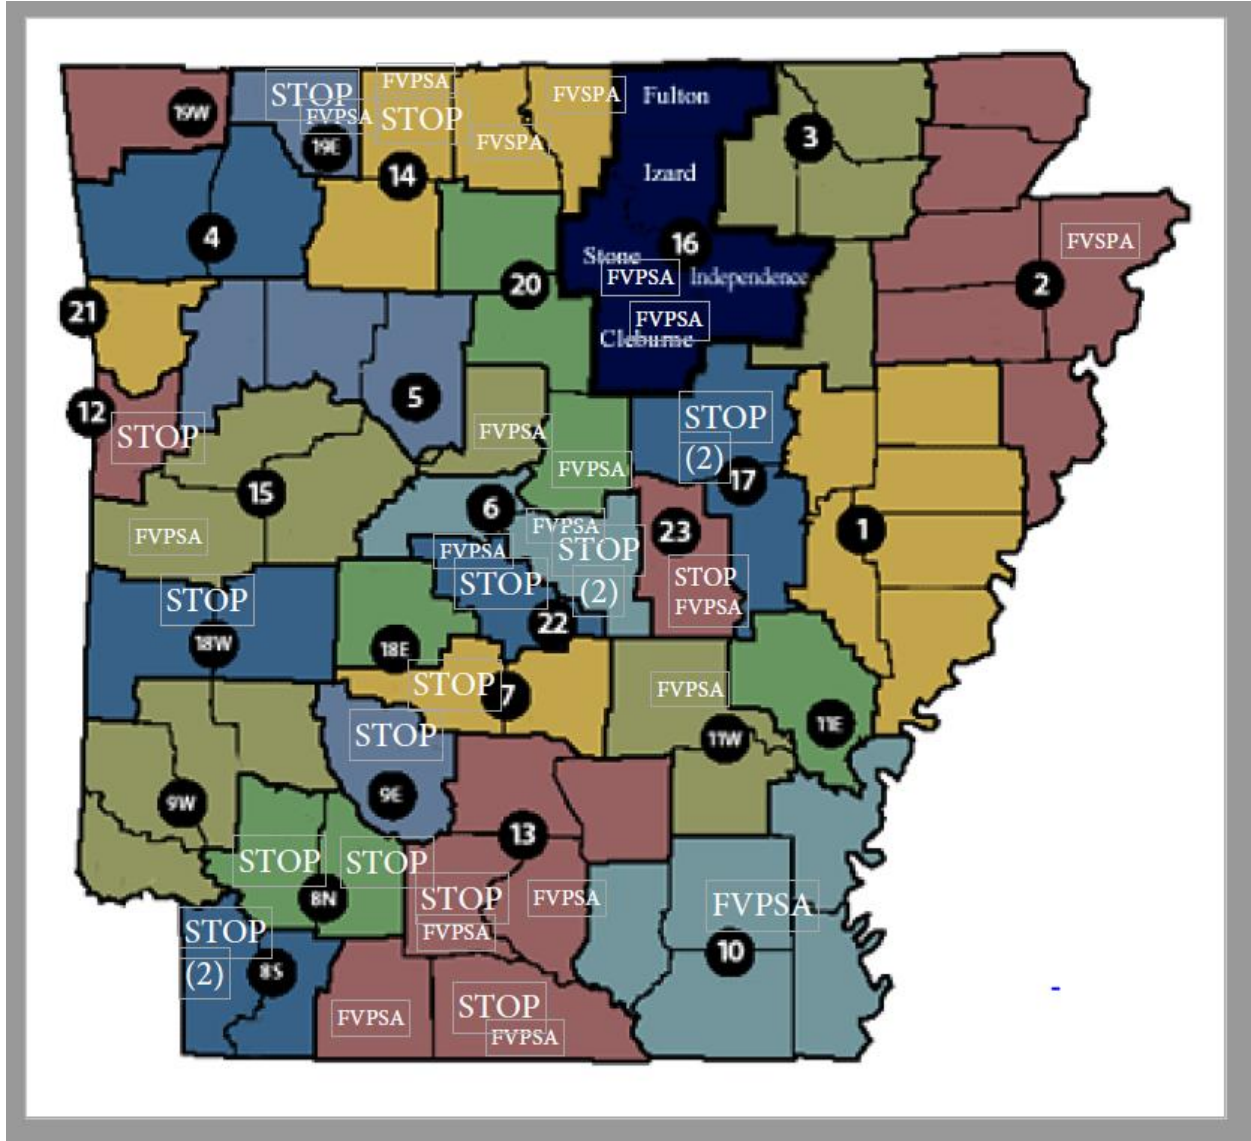 FVPSA
STOP
FVSPA
Fulton
19W
FVPSA
STOP
3
19E
FVSPA
14
Izard
4
16
FVSPA
Stone
FVPSA
Independence
20
2
21
FVPSA
Cleburne
5
12
STOP
STOP
(2)
FVPSA
FVPSA
17
15
6
FVPSA
FVPSA
23
1
FVPSA
STOP
(2)
STOP
STOP
FVPSA
STOP
22
18W
18E
STOP
7
FVPSA
11W
11E
STOP
9E
9W
13
STOP
STOP
8N
STOP
FVPSA
FVPSA
FVPSA
STOP
(2)
10
8S
FVPSA
STOP
FVPSA